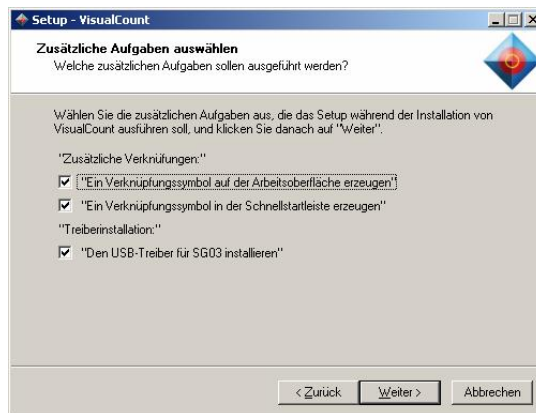 Setup - VisualCount
Zusätzliche Aufgaben auswählen
Welche zusätzlichen Aufgaben sollen ausgeführt werden?
Wählen Sie die zusätzlichen Aufgaben aus, die das Setup während der Installation von
VisualCount ausführen soll, und klicken Sie danach auf "Weiter".
"Zusätzliche Verknüfungen:"
"Ein Verknüpfungssymbol auf der Arbeitsoberfläche erzeugen"
"Ein Verknüpfungssymbol in der Schnellstartleiste erzeugen"
"Treiberinstallation:"
"Den USB-Treiber für SG03 installieren"
< Zurück Weiter > Abbrechen